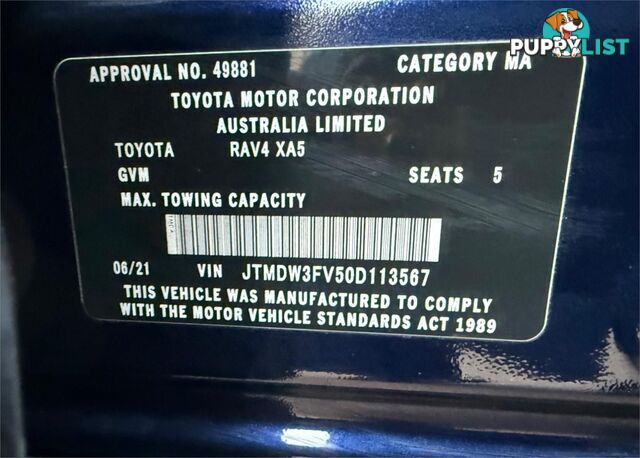 PUPPYLIST
APPROVAL NO. 49881 CATEGORY MA
TOYOTA MOTOR CORPORATION
AUSTRALIA LIMITED
TOYOTA RAV4 XA5
GVM SEATS 5
MAX. TOWING CAPACITY
06/21 VIN JTMDW3FV50D113567
THIS VEHICLE WAS MANUFACTURED TO COMPLY
WITH THE MOTOR VEHICLE STANDARDS ACT 1989